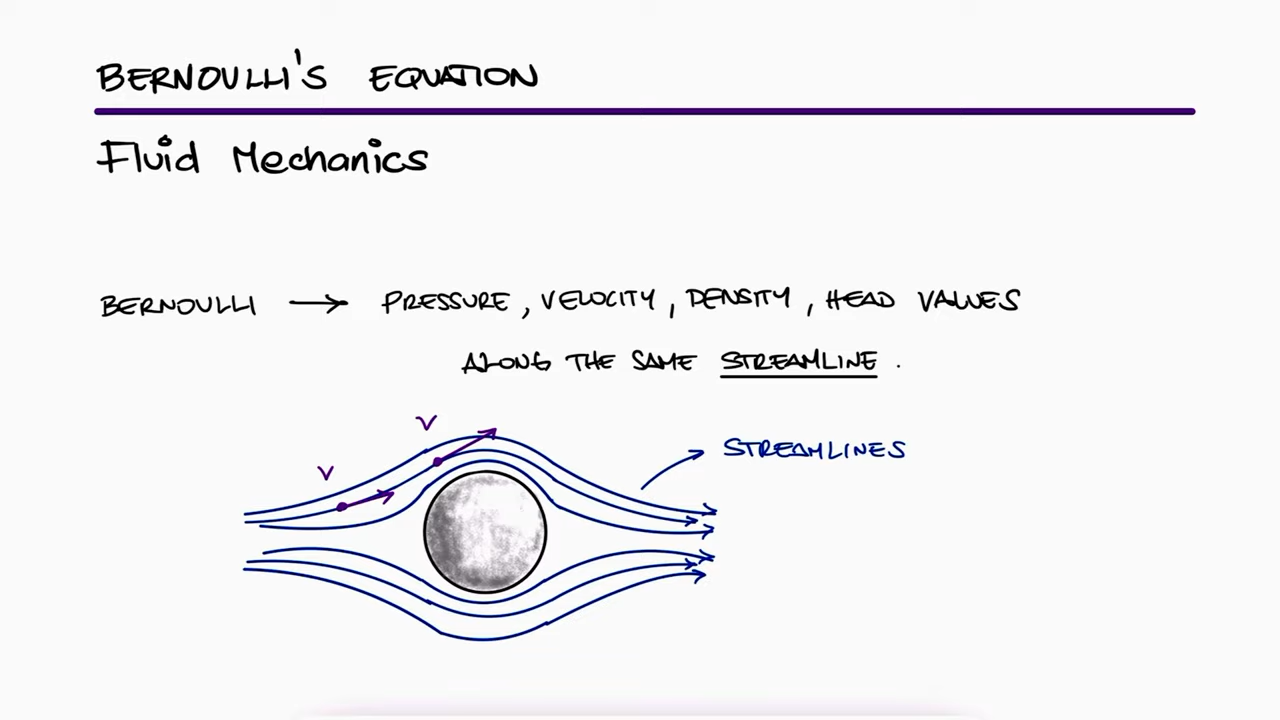 BERNOULLI'S EQUATION
Fluid Mechanics
BERNOULLI → PRESSURE, VELOCITY, DENSITY, HEAD VALUES
ALONG THE SAME STREAMLINE.
V
V
STREAMLINES